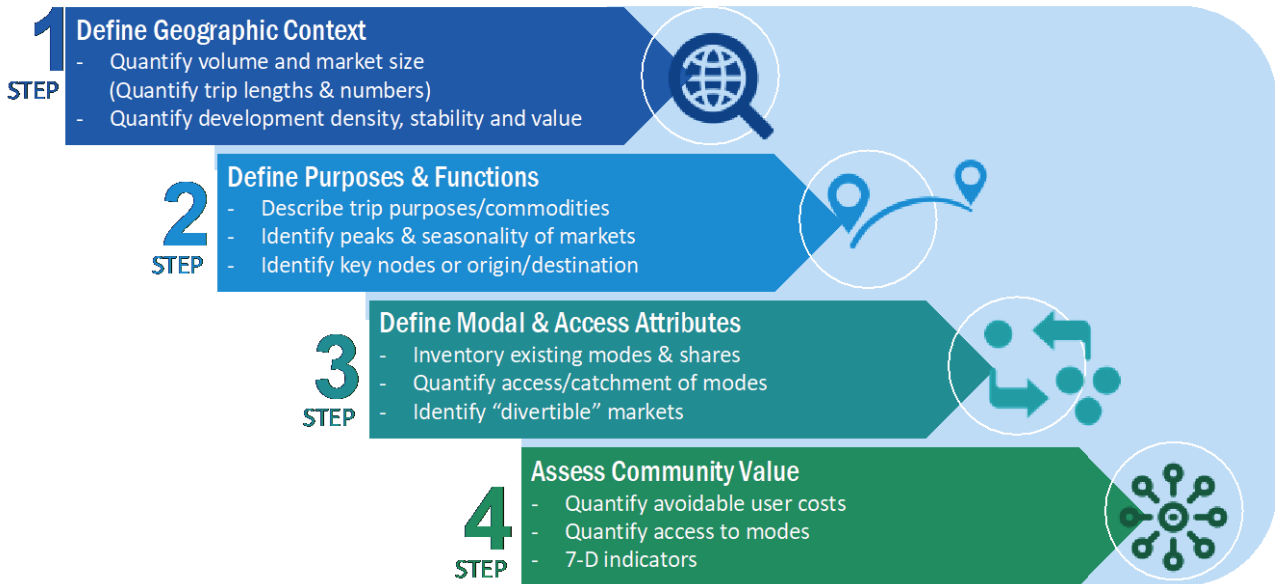 1
STEP
Define Geographic Context
- Quantify volume and market size
(Quantify trip lengths & numbers)
- Quantify development density, stability and value
2
STEP
Define Purposes & Functions
- Describe trip purposes/commodities
- Identify peaks & seasonality of markets
- Identify key nodes or origin/destination
3
STEP
Define Modal & Access Attributes
- Inventory existing modes & shares
- Quantify access/catchment of modes
- Identify “divertible” markets
4
STEP
Assess Community Value
- Quantify avoidable user costs
- Quantify access to modes
- 7-D indicators